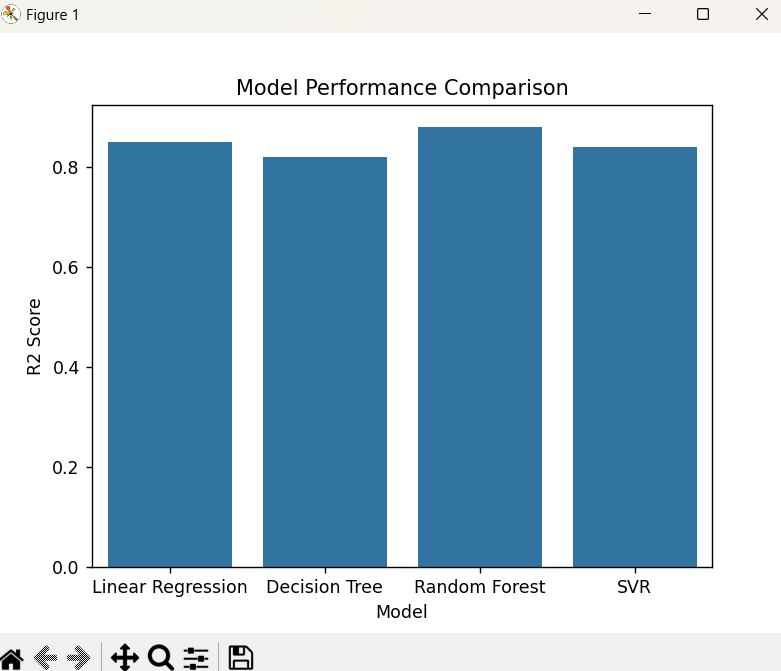 Figure 1
Model Performance Comparison
0.8
0.6
0.4
0.2
0.0
R2 Score
Linear Regression Decision Tree Random Forest SVR
Model